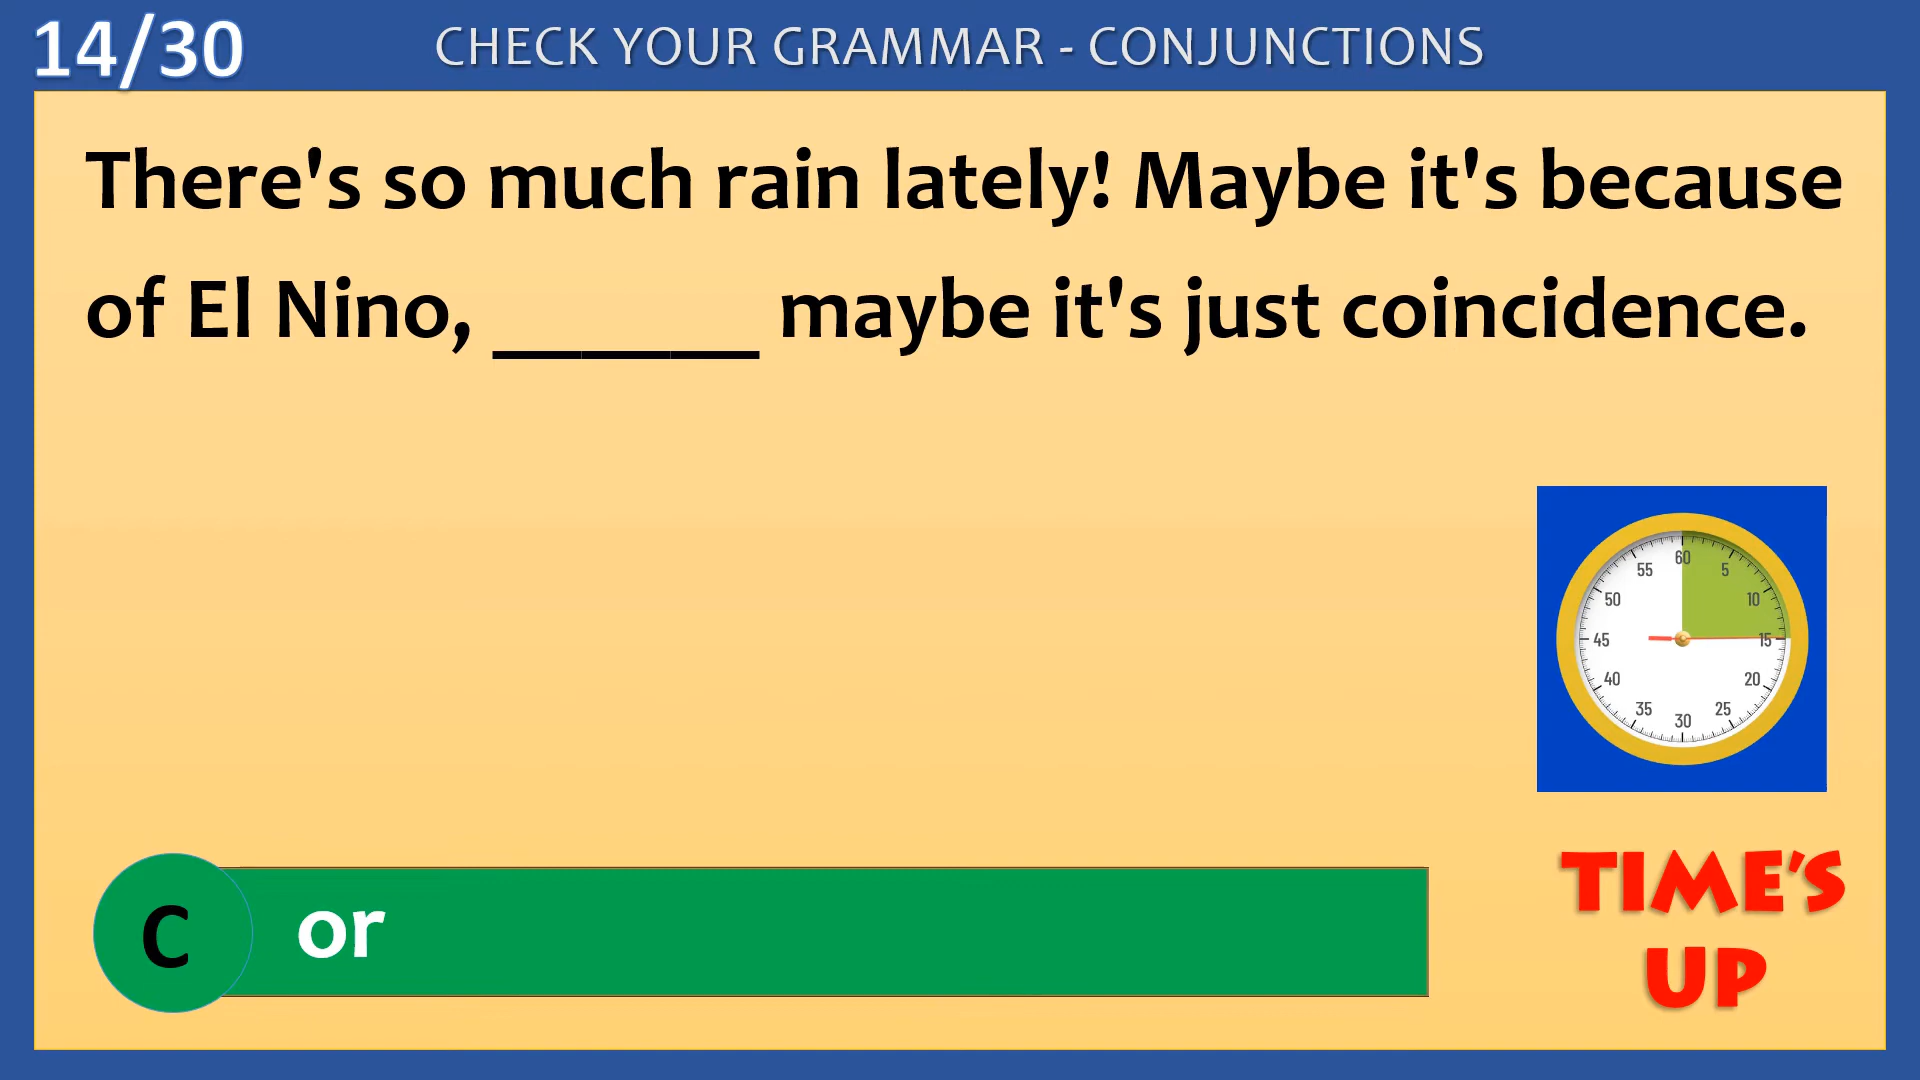 14/30
CHECK YOUR GRAMMAR - CONJUNCTIONS
There's so much rain lately! Maybe it's because
of El Nino, ______ maybe it's just coincidence.
60
55
5
50
10
45
15
40
20
35
25
30
C
or
TIME'S
UP